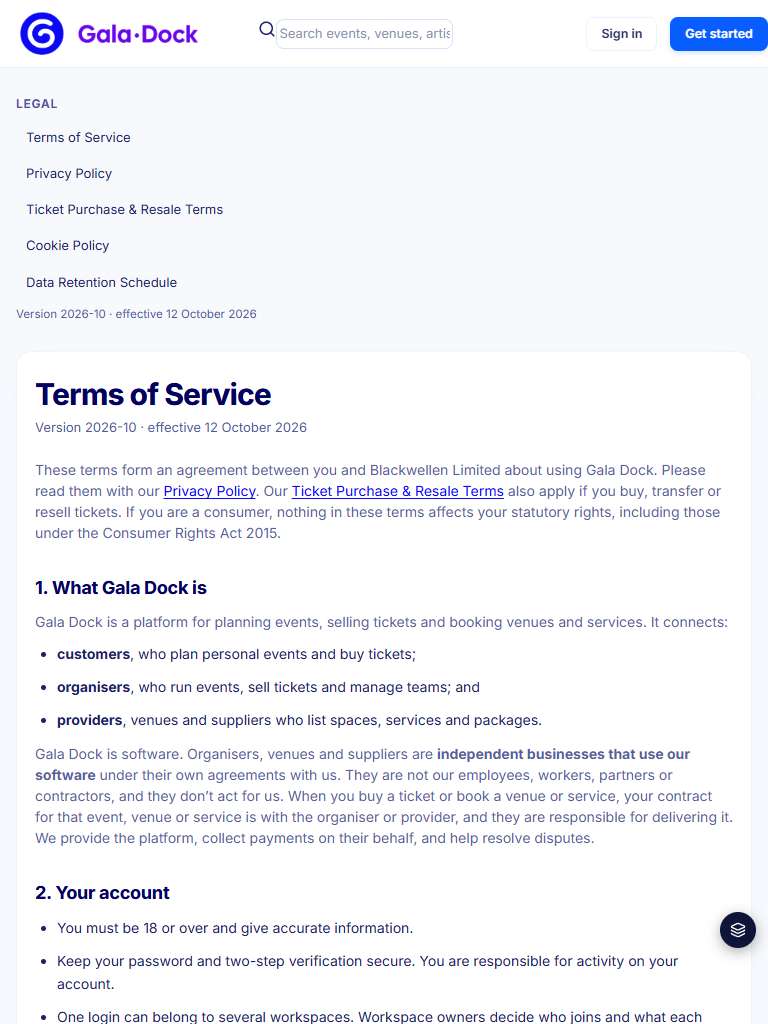 Gala·Dock
Search events, venues, artis
Sign in
Get started
LEGAL
Terms of Service
Privacy Policy
Ticket Purchase & Resale Terms
Cookie Policy
Data Retention Schedule
Version 2026-10 · effective 12 October 2026
Terms of Service
Version 2026-10 · effective 12 October 2026
These terms form an agreement between you and Blackwellen Limited about using Gala Dock. Please
read them with our Privacy Policy. Our Ticket Purchase & Resale Terms also apply if you buy, transfer or
resell tickets. If you are a consumer, nothing in these terms affects your statutory rights, including those
under the Consumer Rights Act 2015.
1. What Gala Dock is
Gala Dock is a platform for planning events, selling tickets and booking venues and services. It connects:
• customers, who plan personal events and buy tickets;
• organisers, who run events, sell tickets and manage teams; and
• providers, venues and suppliers who list spaces, services and packages.
Gala Dock is software. Organisers, venues and suppliers are independent businesses that use our
software under their own agreements with us. They are not our employees, workers, partners or
contractors, and they don’t act for us. When you buy a ticket or book a venue or service, your contract
for that event, venue or service is with the organiser or provider, and they are responsible for delivering it.
We provide the platform, collect payments on their behalf, and help resolve disputes.
2. Your account
• You must be 18 or over and give accurate information.
• Keep your password and two-step verification secure. You are responsible for activity on your
account.
• One login can belong to several workspaces. Workspace owners decide who joins and what each